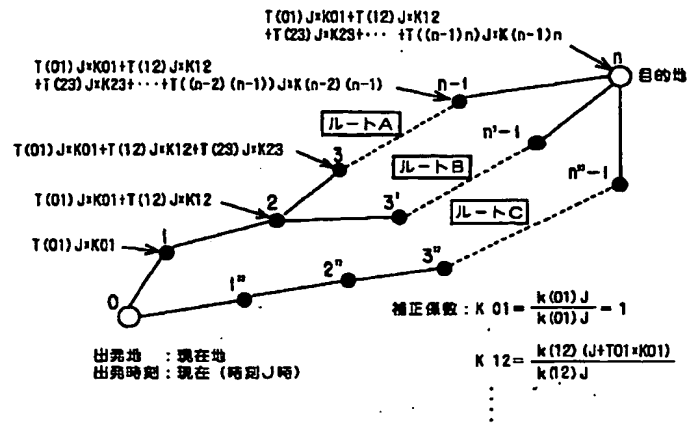 T(01)J×K01+T(12)J×K12
+T(23)J×K23+… +T((n-1)n)J×K(n-1)n
n
目的地
T(01)J×K01+T(12)J×K12
+T(23)J×K23+…+T((n-2)(n-1))J×K(n-2)(n-1)
n-1
ルートA
n'-1
T(01)J×K01+T(12)J×K12+T(23)J×K23
3
ルートB
n"-1
T(01)J×K01+T(12)J×K12
2
3'
ルートC
T(01)J×K01
1
1"
2"
3"
0
補正係数：K 01= k(01)J / k(01)J = 1
出発地 ：現在地
出発時刻：現在（時刻J時）
K 12= k(12)(J+T01×K01) / k(12)J
⋮